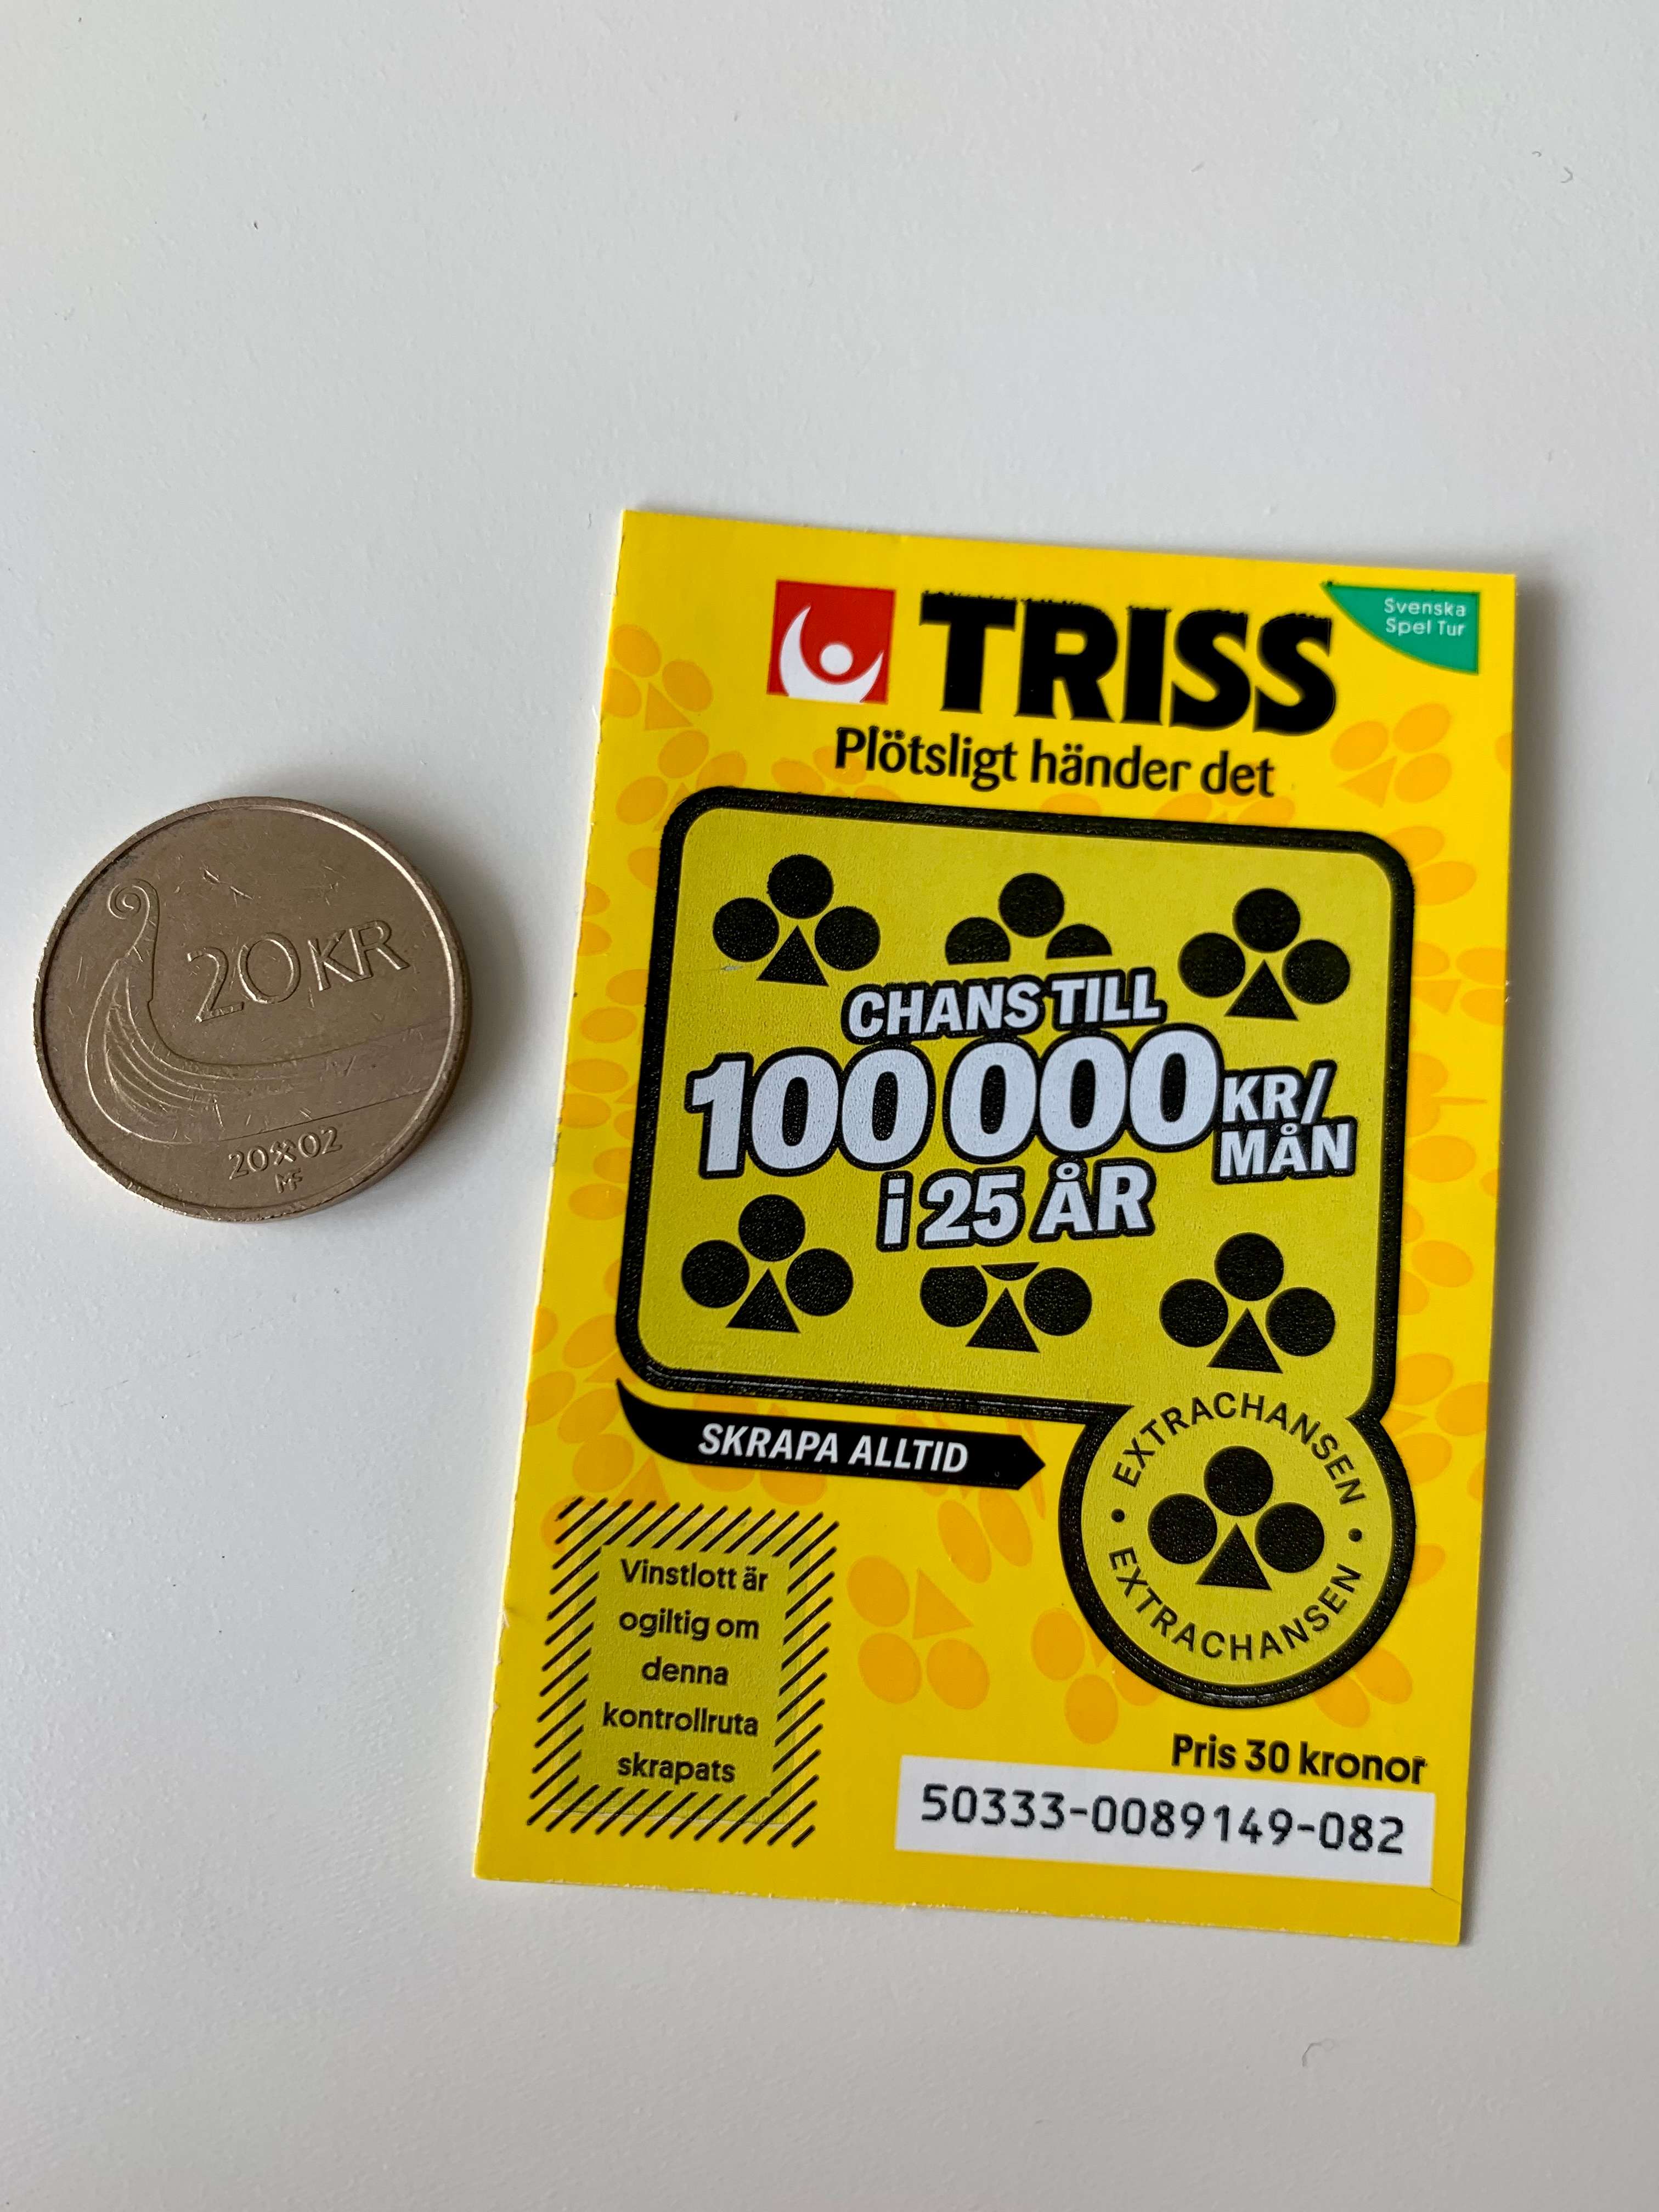 20 KR
20⚒02
TRISS
Svenska
Spel Tur
Plötsligt händer det
CHANS TILL
100 000 KR/
MÅN
i 25 ÅR
SKRAPA ALLTID
EXTRACHANSEN
EXTRACHANSEN
Vinstlott är
ogiltig om
denna
kontrollruta
skrapats
Pris 30 kronor
50333-0089149-082